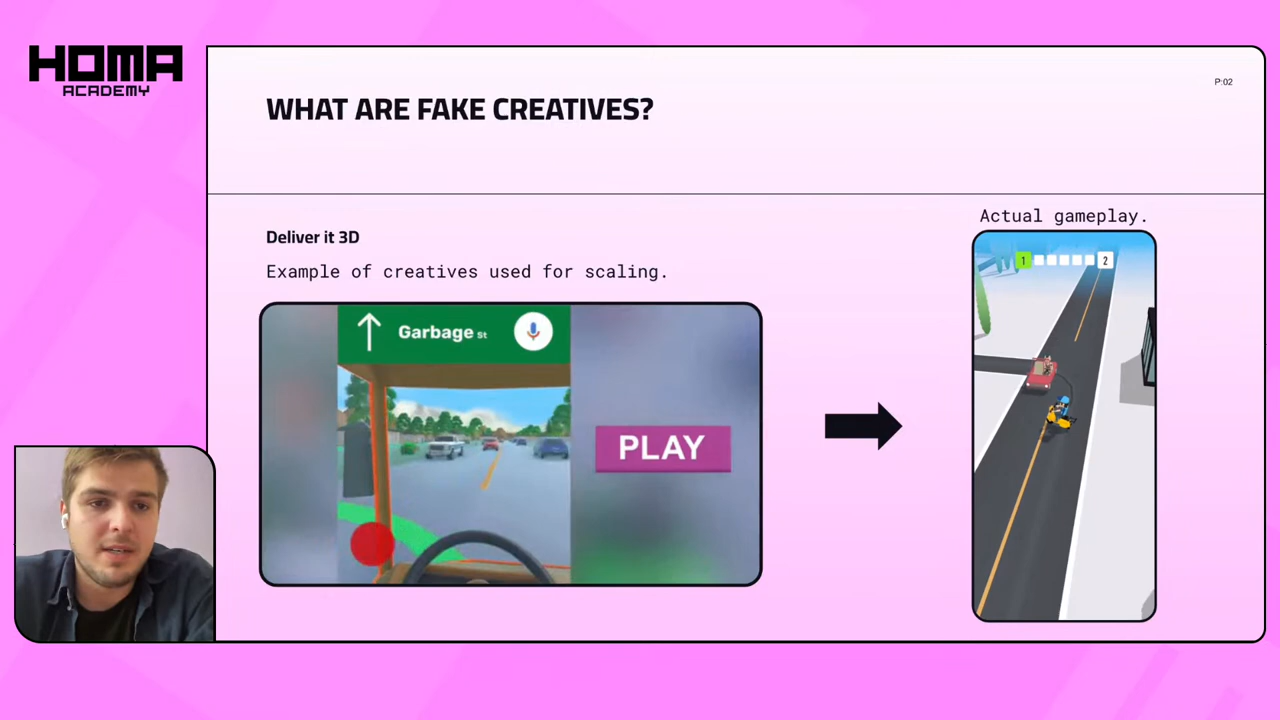 HOMA
ACADEMY
P:02
WHAT ARE FAKE CREATIVES?
Deliver it 3D
Example of creatives used for scaling.
Garbage St
PLAY
Actual gameplay.
1
2